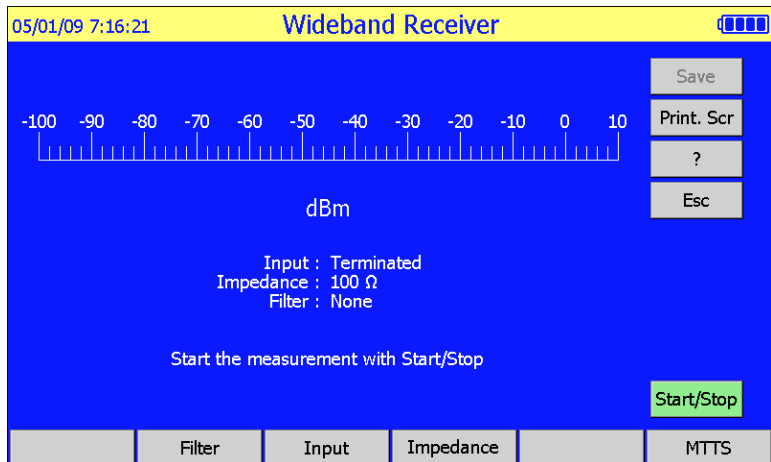 05/01/09 7:16:21 Wideband Receiver
Save
-100 -90 -80 -70 -60 -50 -40 -30 -20 -10 0 10
Print. Scr
?
dBm
Esc
Input : Terminated
Impedance : 100 Ω
Filter : None
Start the measurement with Start/Stop
Start/Stop
Filter Input Impedance MTTS